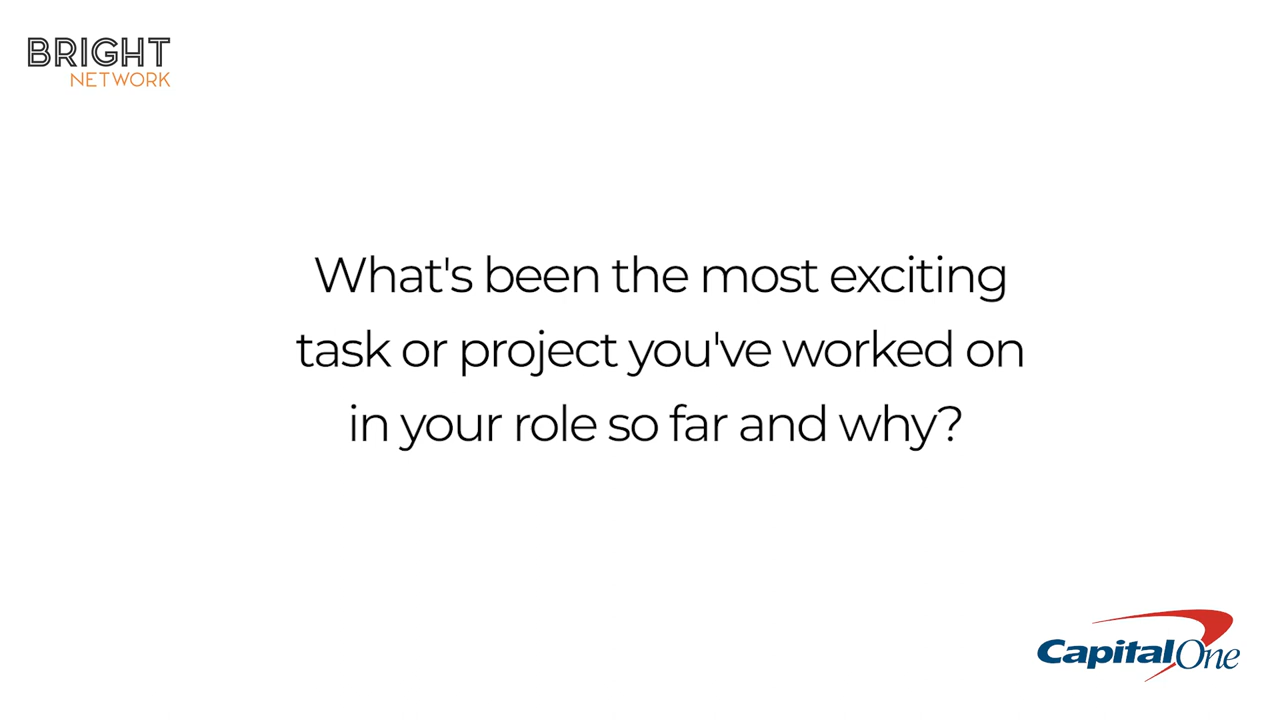 BRIGHT
NETWORK
What's been the most exciting
task or project you've worked on
in your role so far and why?
Capital One